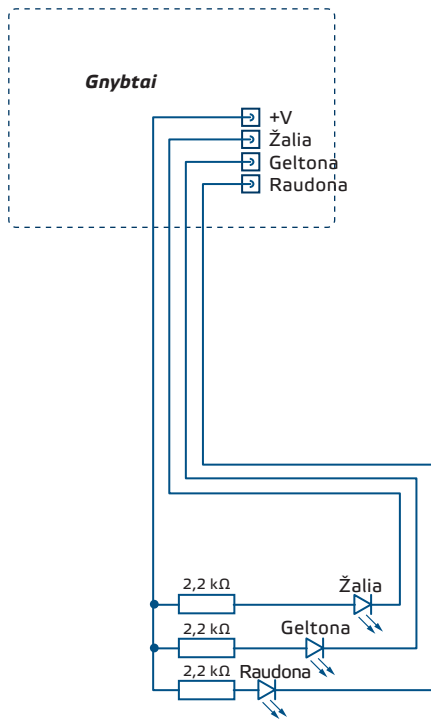 Gnybtai
+V
Žalia
Geltona
Raudona
2,2 kΩ
Žalia
2,2 kΩ
Geltona
2,2 kΩ
Raudona